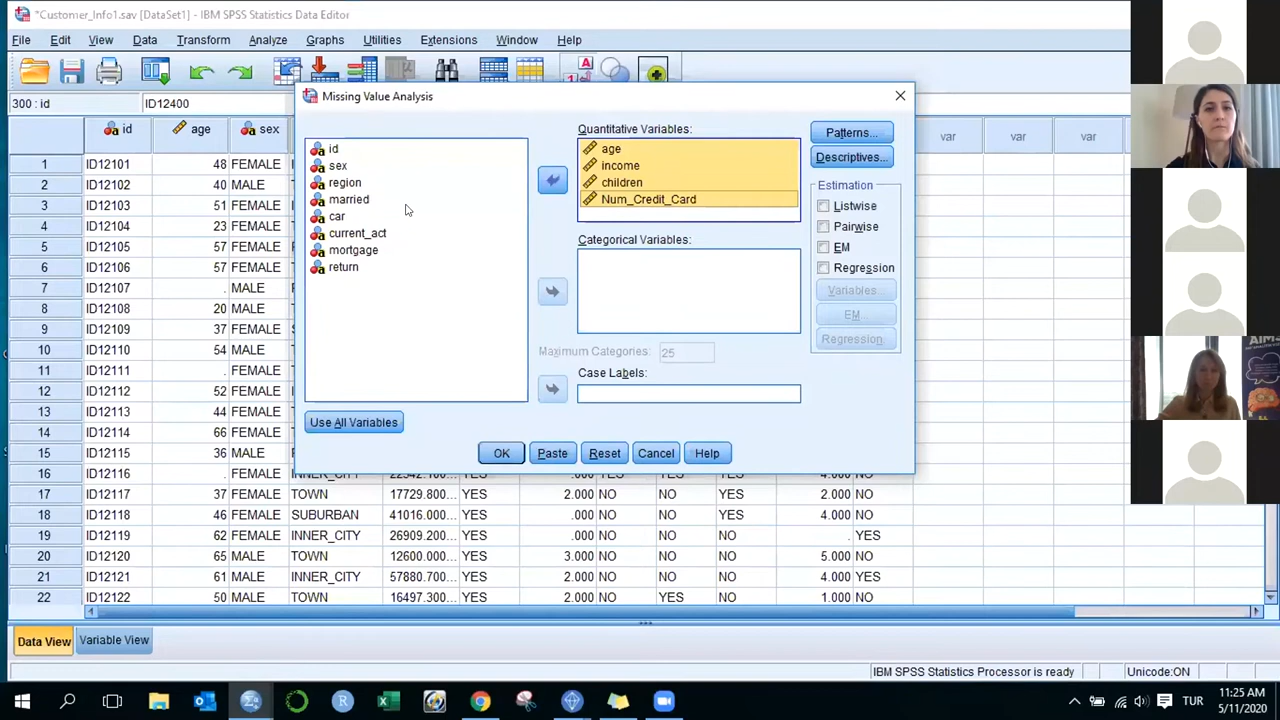 *Customer_Info1.sav [DataSet1] - IBM SPSS Statistics Data Editor
File Edit View Data Transform Analyze Graphs Utilities Extensions Window Help
300 : id ID12400
Missing Value Analysis
id age sex var var var
1 ID12101 48 FEMALE
2 ID12102 40 MALE
3 ID12103 51 FEMALE
4 ID12104 23 FEMALE
5 ID12105 57 FEMALE
6 ID12106 57 FEMALE
7 ID12107 . MALE
8 ID12108 20 MALE
9 ID12109 37 FEMALE
10 ID12110 54 MALE
11 ID12111 . FEMALE
12 ID12112 52 FEMALE
13 ID12113 44 FEMALE
14 ID12114 66 FEMALE
15 ID12115 36 MALE
16 ID12116 . FEMALE INNER_CITY
17 ID12117 37 FEMALE TOWN 17729.800... YES 2.000 NO NO YES 2.000 NO
18 ID12118 46 FEMALE SUBURBAN 41016.000... YES .000 NO NO YES 4.000 NO
19 ID12119 62 FEMALE INNER_CITY 26909.200... YES .000 NO NO . YES
20 ID12120 65 MALE TOWN 12600.000... YES 3.000 NO NO NO 5.000 NO
21 ID12121 61 MALE INNER_CITY 57880.700... YES 2.000 NO NO NO 4.000 YES
22 ID12122 50 MALE TOWN 16497.300... YES 2.000 NO YES NO 1.000 NO
id
sex
region
married
car
current_act
mortgage
return
Use All Variables
Quantitative Variables:
age
income
children
Num_Credit_Card
Categorical Variables:
Maximum Categories: 25
Case Labels:
Patterns...
Descriptives...
Estimation
Listwise
Pairwise
EM
Regression
Variables...
EM...
Regression...
OK Paste Reset Cancel Help
Data View Variable View
IBM SPSS Statistics Processor is ready Unicode:ON
TUR
11:25 AM
5/11/2020